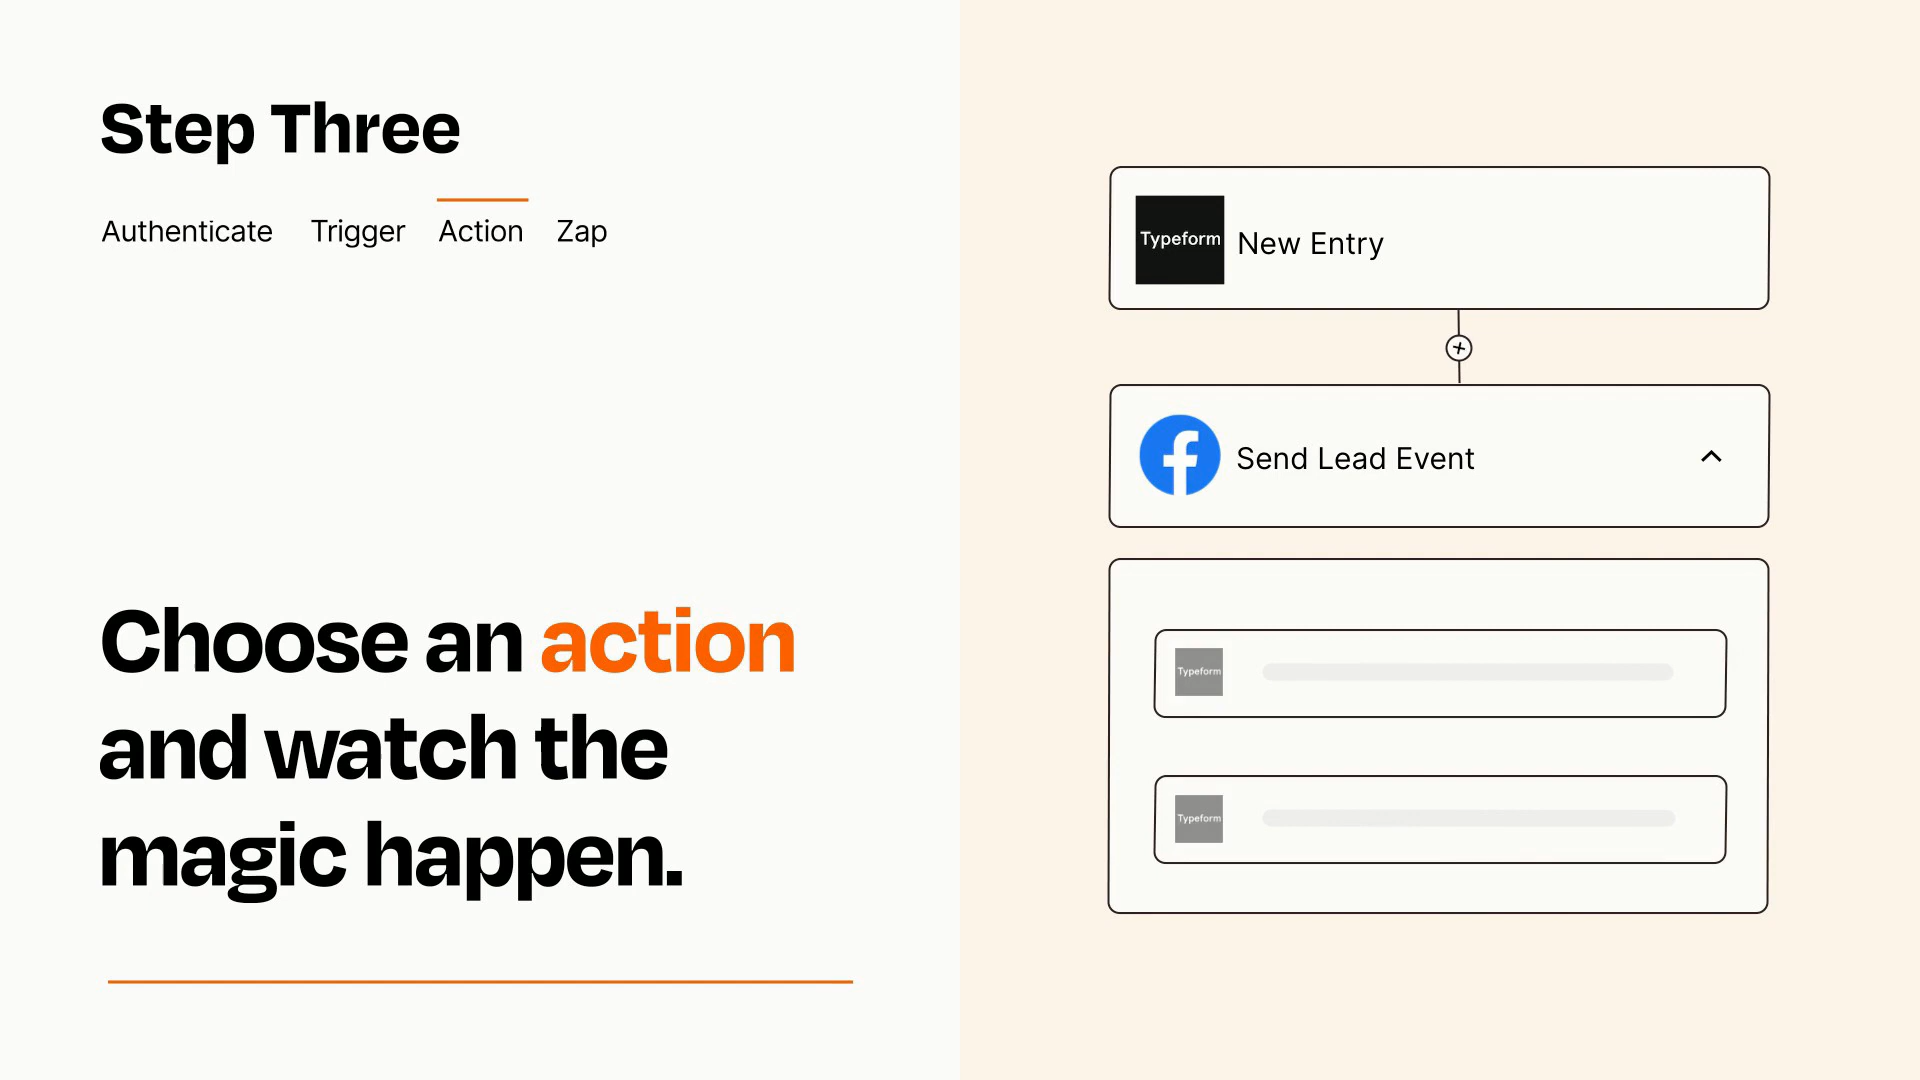 Step Three
Authenticate Trigger Action Zap
Choose an action
and watch the
magic happen.
Typeform New Entry
Send Lead Event
Typeform
Typeform